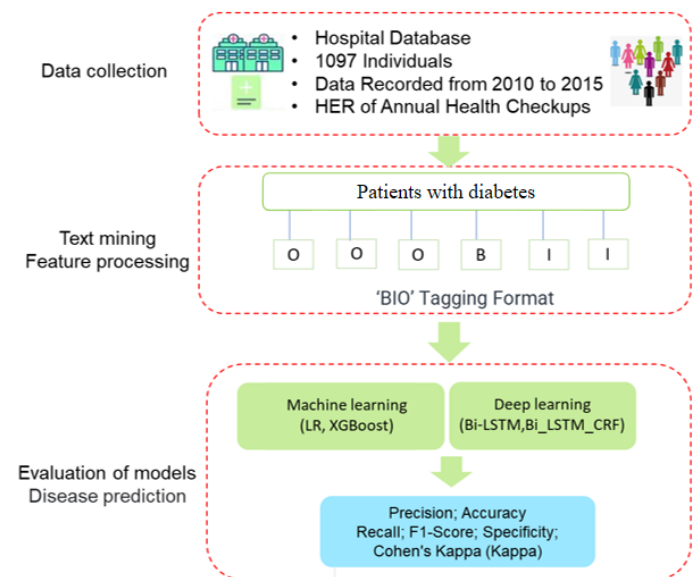 Data collection
• Hospital Database
• 1097 Individuals
• Data Recorded from 2010 to 2015
• HER of Annual Health Checkups
Text mining
Feature processing
Patients with diabetes
O O O B I I
‘BIO’ Tagging Format
Evaluation of models
Disease prediction
Machine learning
(LR, XGBoost)
Deep learning
(Bi-LSTM,Bi_LSTM_CRF)
Precision; Accuracy
Recall; F1-Score; Specificity;
Cohen's Kappa (Kappa)